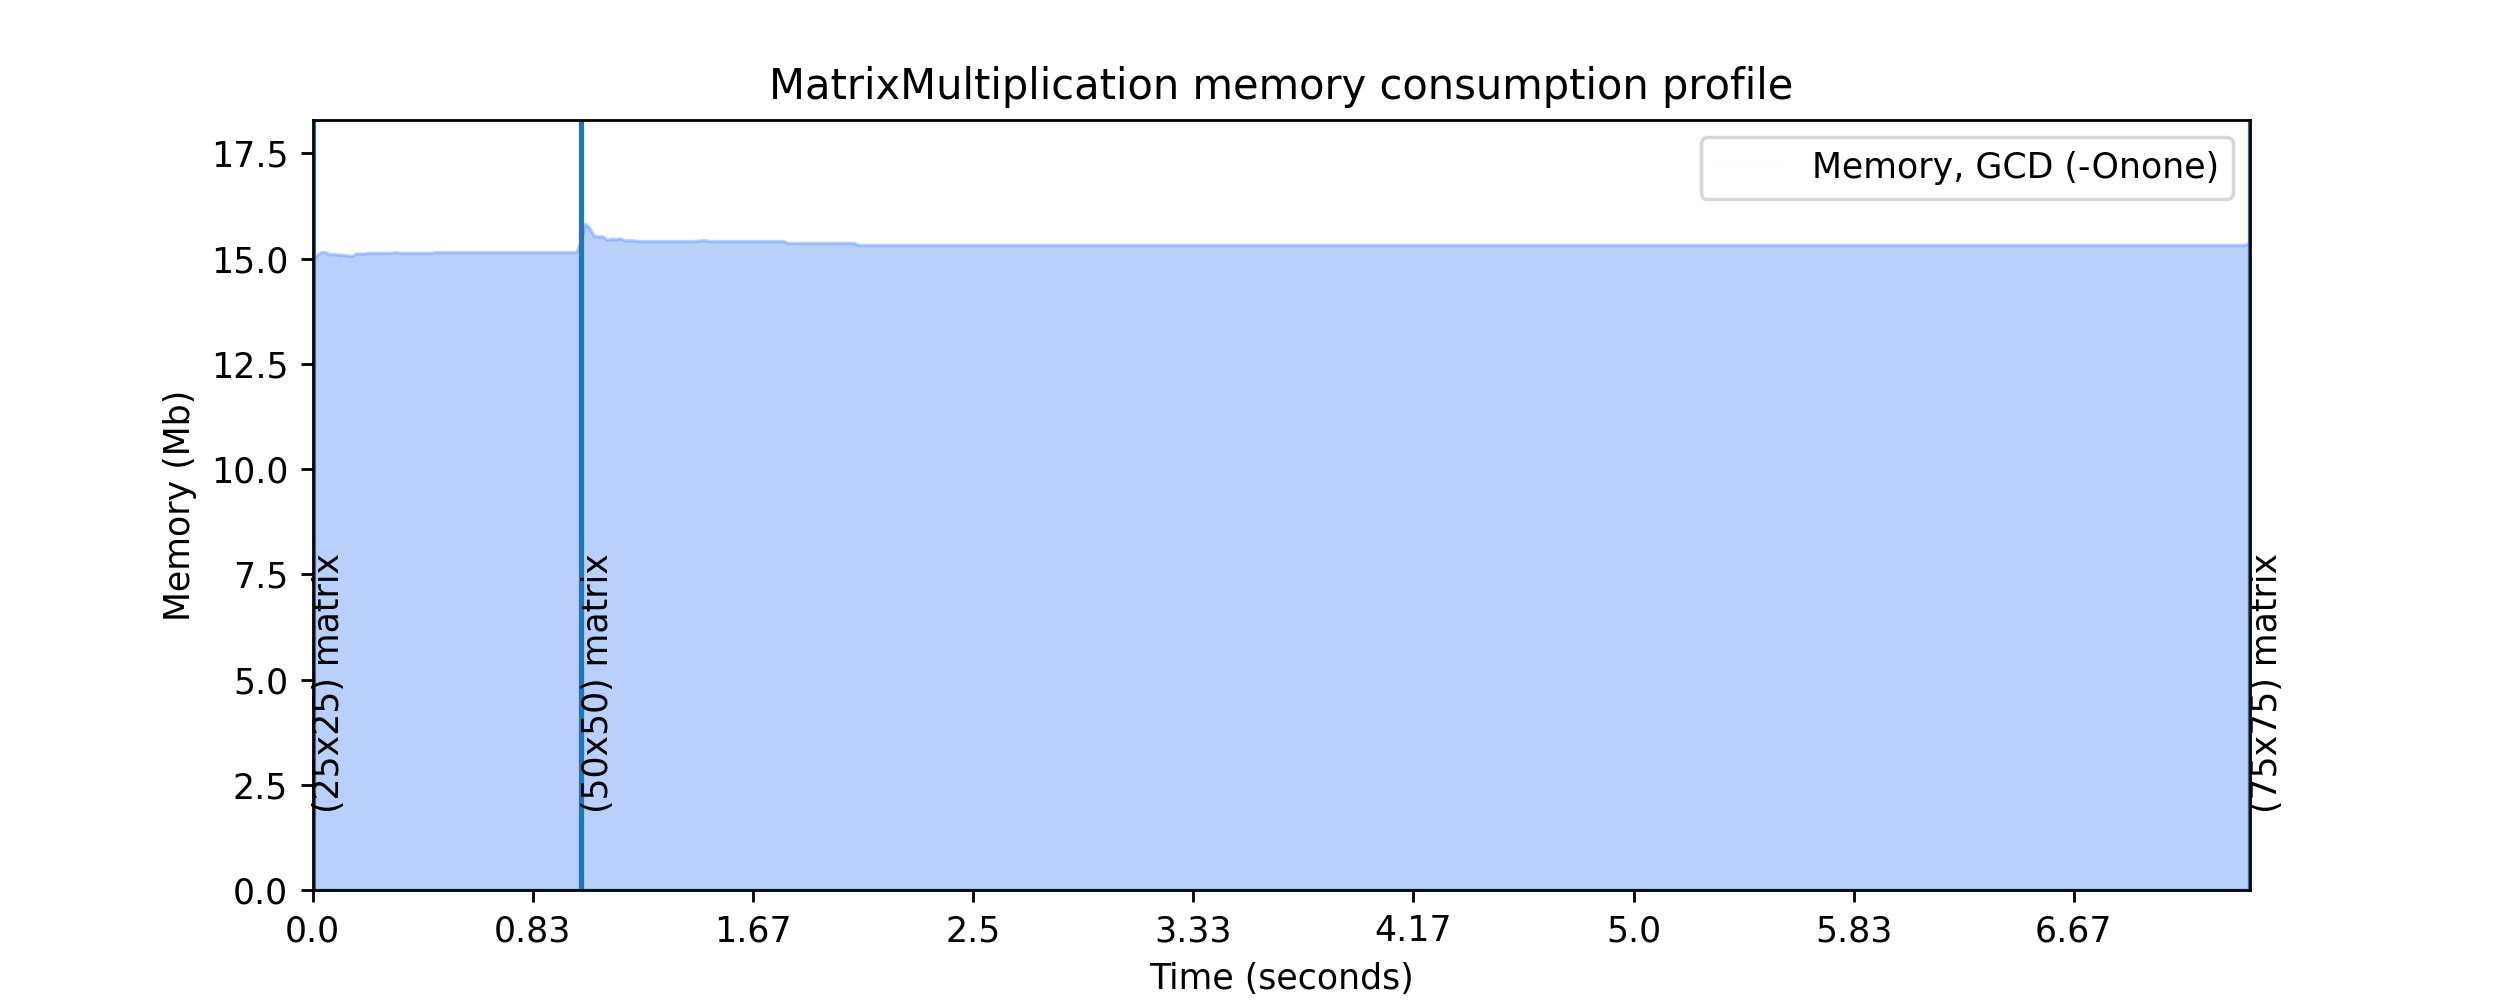 MatrixMultiplication memory consumption profile
Memory, GCD (-Onone)
Memory (Mb)
17.5
15.0
12.5
10.0
7.5
5.0
2.5
0.0
(25x25) matrix
(50x50) matrix
(75x75) matrix
0.0 0.83 1.67 2.5 3.33 4.17 5.0 5.83 6.67
Time (seconds)